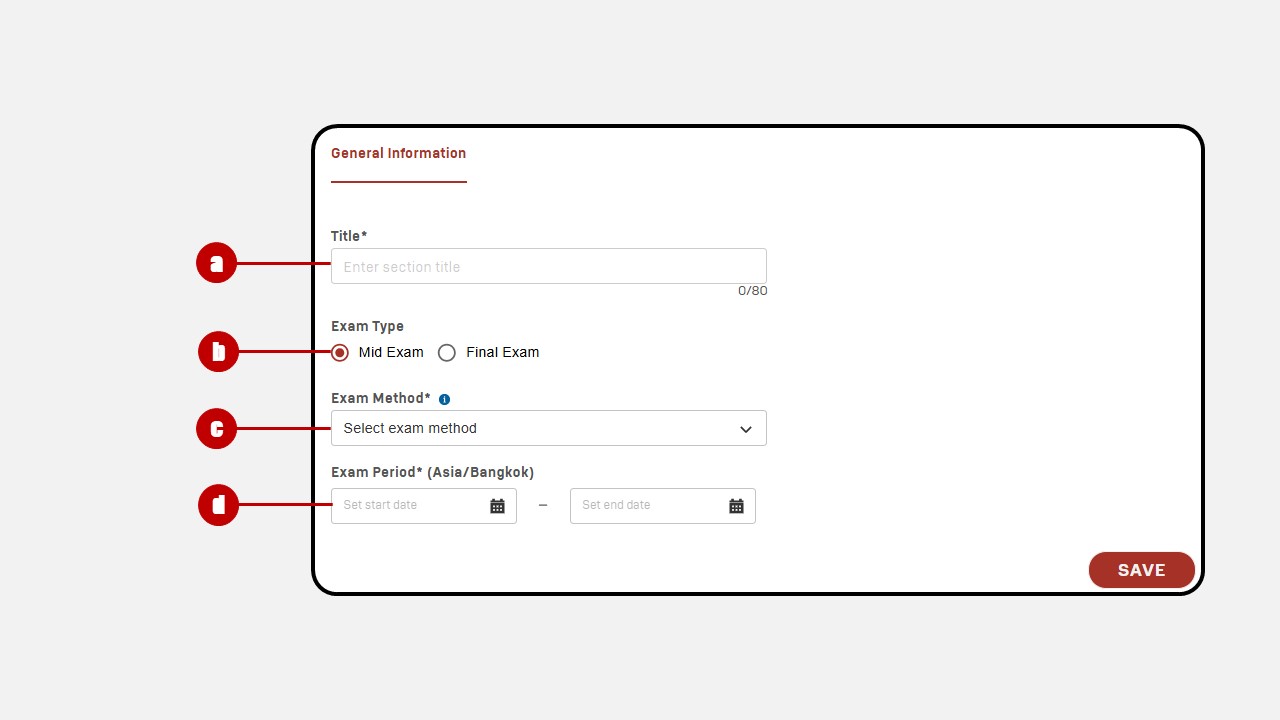 General Information
Title*
a
Enter section title
0/80
Exam Type
b
Mid Exam Final Exam
Exam Method*
c
Select exam method
Exam Period* (Asia/Bangkok)
d
Set start date – Set end date
SAVE